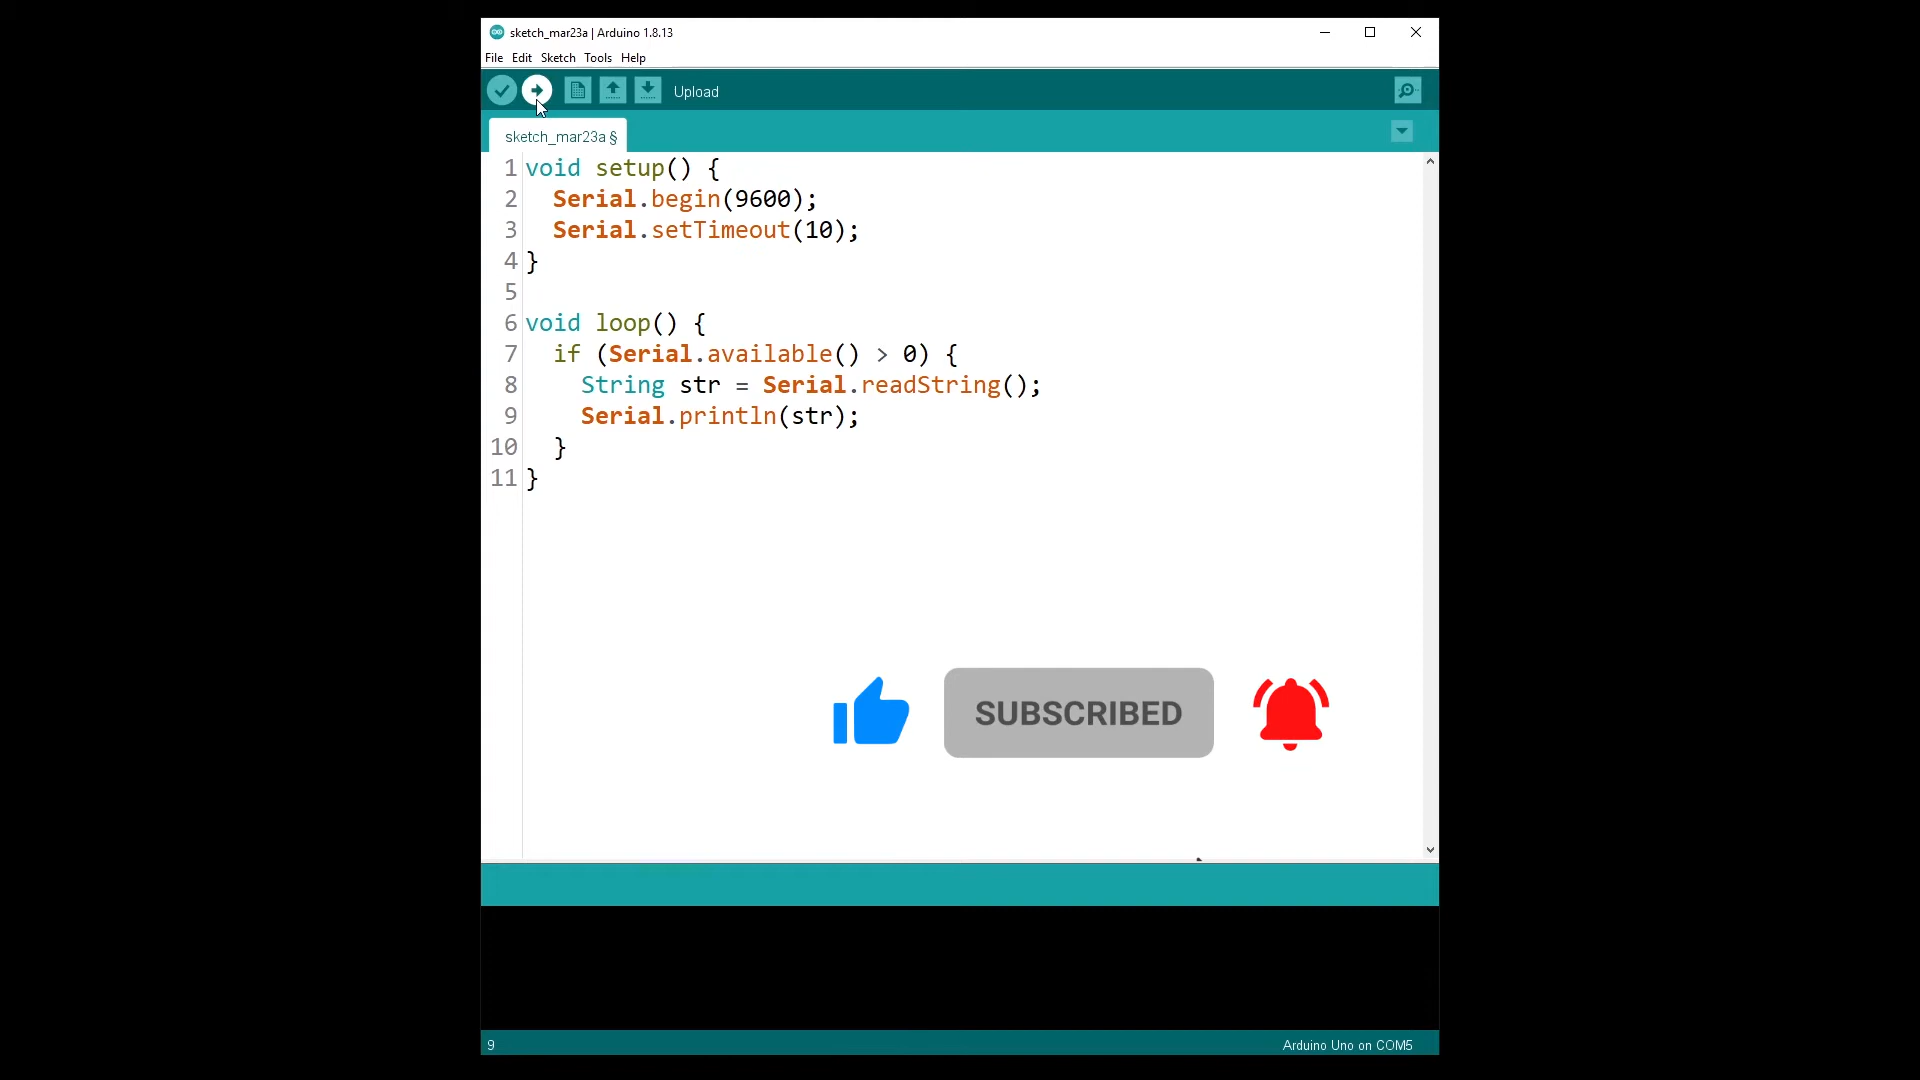 sketch_mar23a | Arduino 1.8.13
File Edit Sketch Tools Help
Upload
sketch_mar23a §
1 void setup() {
2   Serial.begin(9600);
3   Serial.setTimeout(10);
4 }
5
6 void loop() {
7   if (Serial.available() > 0) {
8     String str = Serial.readString();
9     Serial.println(str);
10   }
11 }
SUBSCRIBED
9 Arduino Uno on COM5